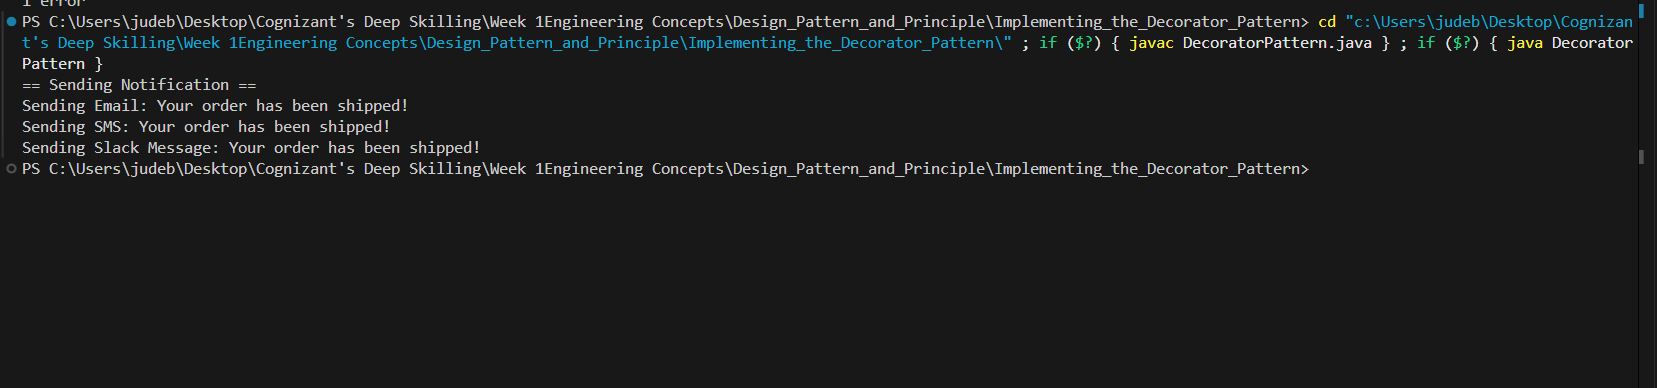 1 error
PS C:\Users\judeb\Desktop\Cognizant's Deep Skilling\Week 1Engineering Concepts\Design_Pattern_and_Principle\Implementing_the_Decorator_Pattern> cd "c:\Users\judeb\Desktop\Cognizan
t's Deep Skilling\Week 1Engineering Concepts\Design_Pattern_and_Principle\Implementing_the_Decorator_Pattern\" ; if ($?) { javac DecoratorPattern.java } ; if ($?) { java Decorator
Pattern }
== Sending Notification ==
Sending Email: Your order has been shipped!
Sending SMS: Your order has been shipped!
Sending Slack Message: Your order has been shipped!
PS C:\Users\judeb\Desktop\Cognizant's Deep Skilling\Week 1Engineering Concepts\Design_Pattern_and_Principle\Implementing_the_Decorator_Pattern>